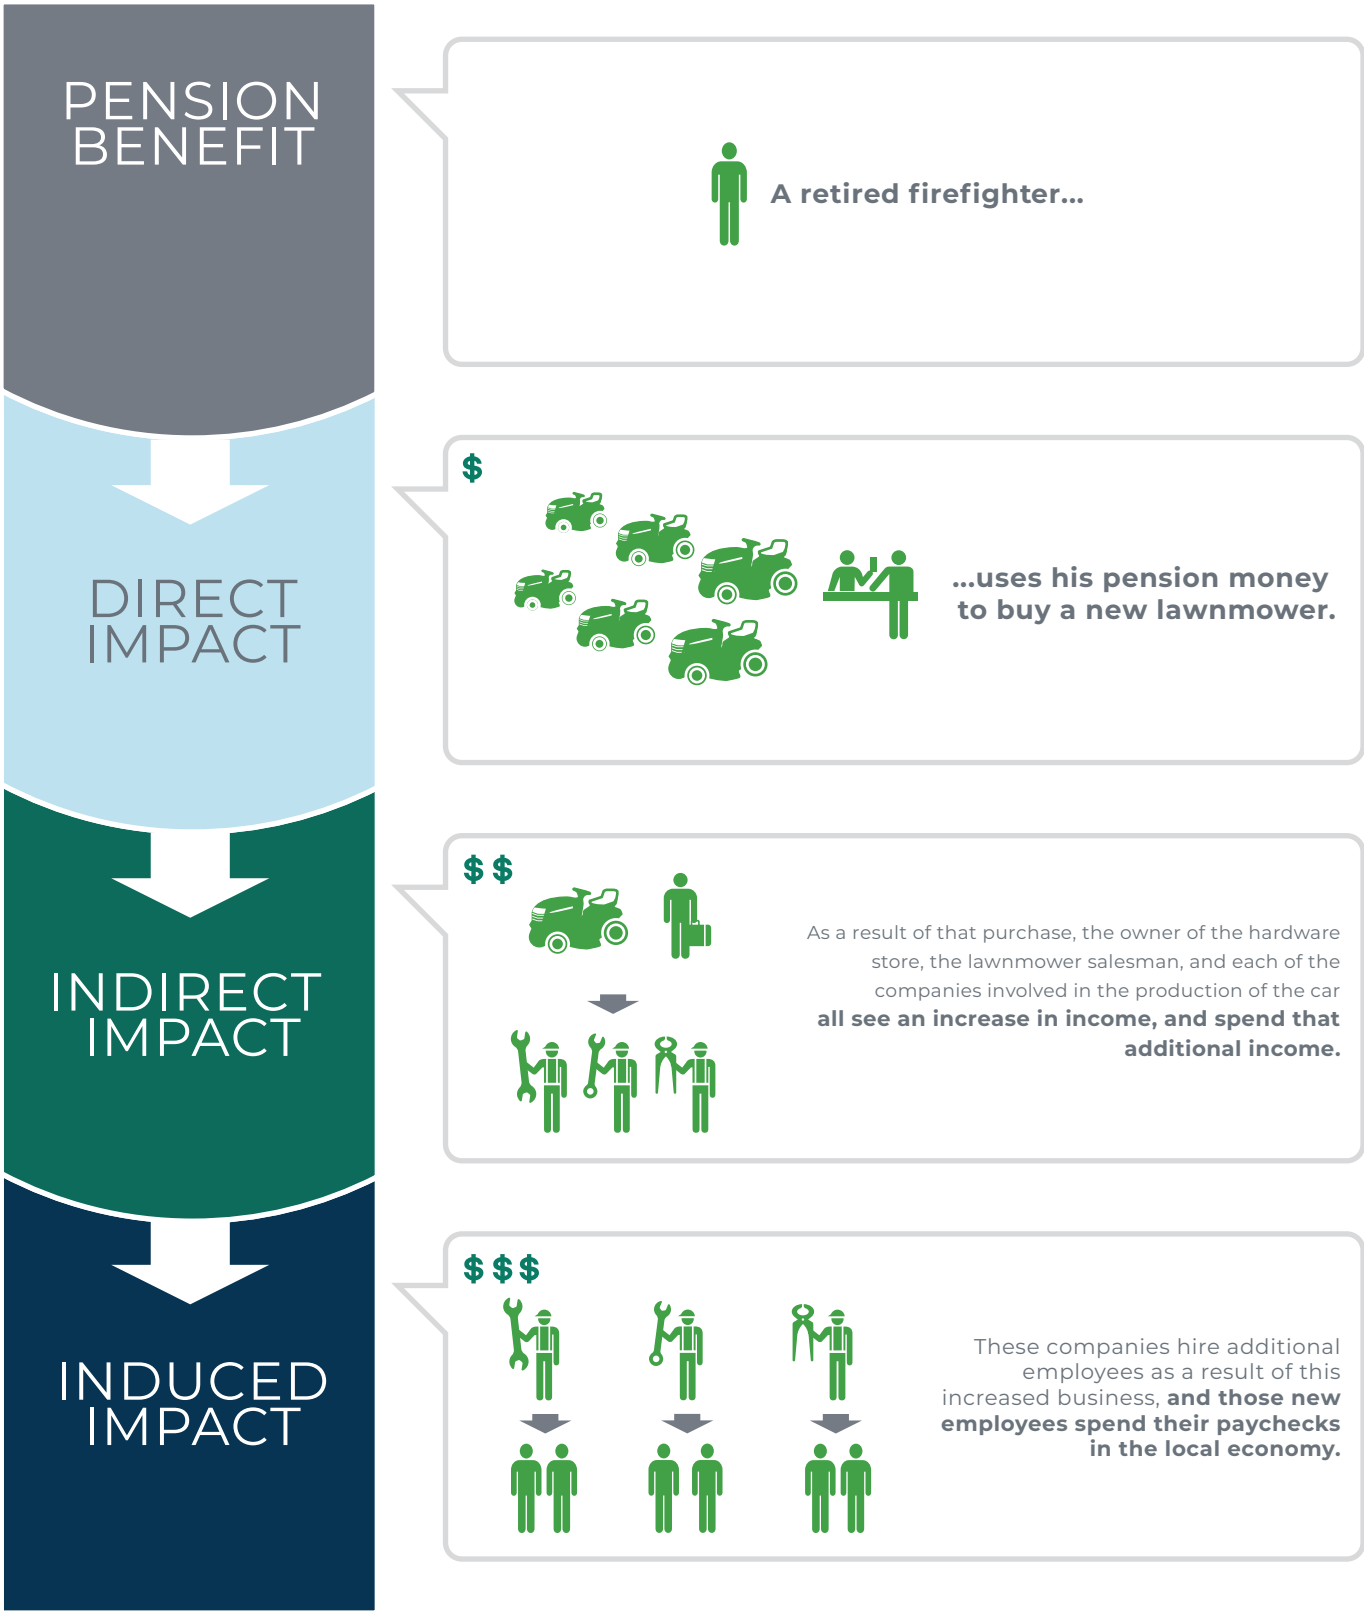 PENSION
BENEFIT
A retired firefighter...
DIRECT
IMPACT
$
...uses his pension money
to buy a new lawnmower.
INDIRECT
IMPACT
$ $
As a result of that purchase, the owner of the hardware
store, the lawnmower salesman, and each of the
companies involved in the production of the car
all see an increase in income, and spend that
additional income.
INDUCED
IMPACT
$ $ $
These companies hire additional
employees as a result of this
increased business, and those new
employees spend their paychecks
in the local economy.